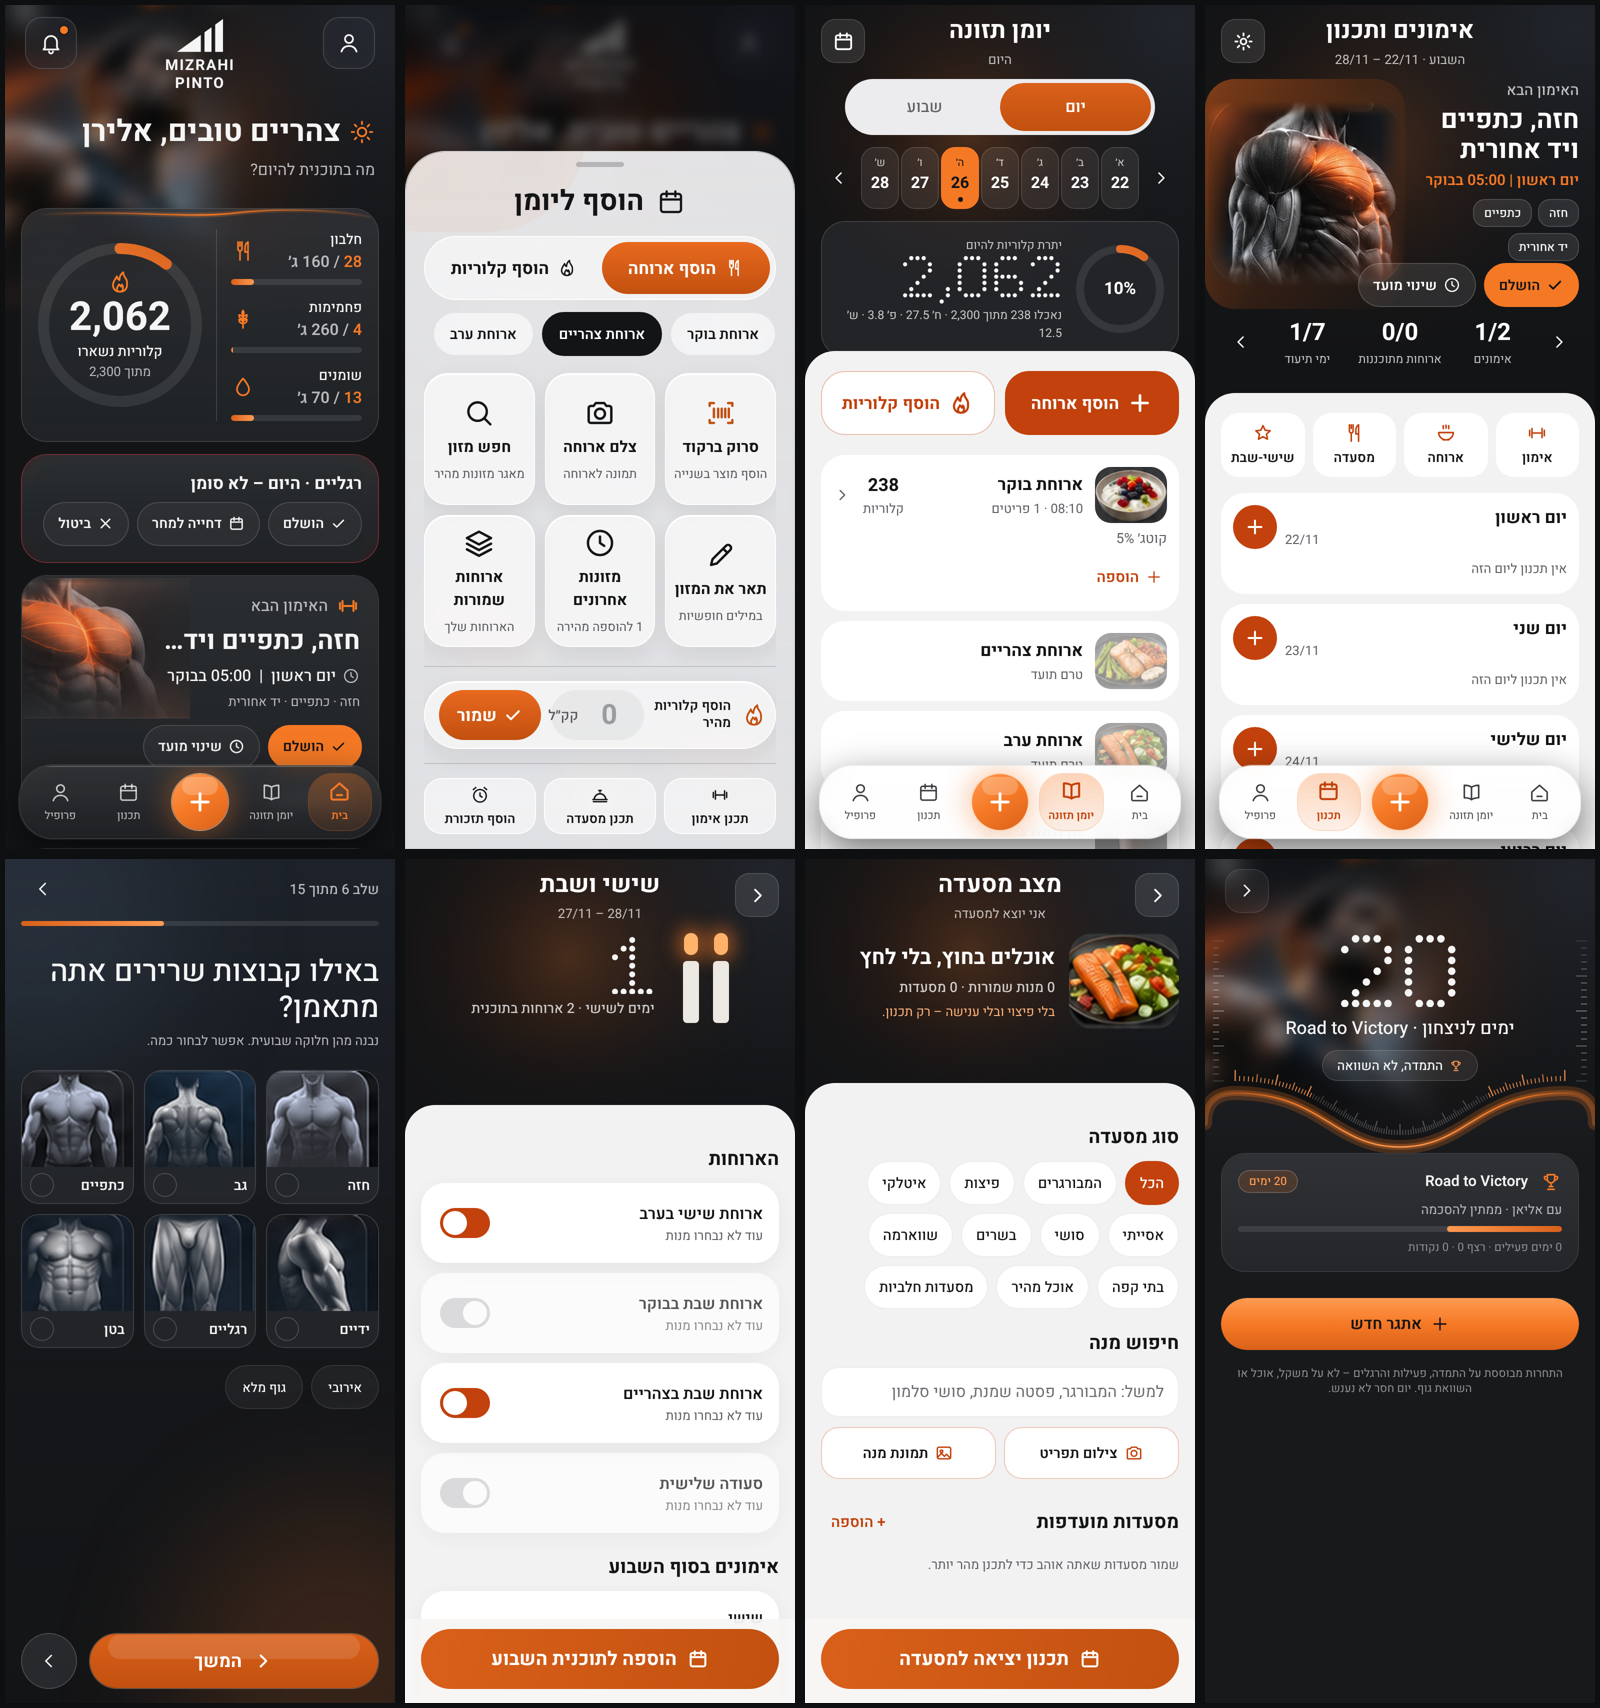 MIZRAHI
PINTO
צהריים טובים, אלירן
מה בתוכנית להיום?
חלבון
28 / 160 ג'
פחמימות
4 / 260 ג'
שומנים
13 / 70 ג'
2,062
קלוריות נשארו
מתוך 2,300
רגליים · היום – לא סומן
הושלם
דחייה למחר
ביטול
האימון הבא
חזה, כתפיים ויד...
יום ראשון | 05:00 בבוקר
חזה · כתפיים · יד אחורית
הושלם
שינוי מועד
בית
יומן תזונה
תכנון
פרופיל
הוסף ליומן
הוסף ארוחה
הוסף קלוריות
ארוחת בוקר
ארוחת צהריים
ארוחת ערב
סרוק ברקוד
הוסף מוצר בשנייה
צלם ארוחה
תמונה לארוחה
חפש מזון
מאגר מזונות מהיר
תאר את המזון
במילים חופשיות
מזונות אחרונים
1 להוספה מהירה
ארוחות שמורות
הארוחות שלך
הוסף קלוריות מהיר
0
קק"ל
שמור
תכנן אימון
תכנן מסעדה
הוסף תזכורת
יומן תזונה
היום
יום
שבוע
א' 22
ב' 23
ג' 24
ד' 25
ה' 26
ו' 27
ש' 28
יתרת קלוריות להיום
2,062
10%
נאכלו 238 מתוך 2,300 · ח' 27.5 · פ' 3.8 · ש' 12.5
הוסף ארוחה
הוסף קלוריות
ארוחת בוקר
08:10 · 1 פריטים
238
קלוריות
קוטג' 5%
הוספה
ארוחת צהריים
טרם תועד
ארוחת ערב
טרם תועד
בית
יומן תזונה
תכנון
פרופיל
אימונים ותכנון
השבוע · 22/11 – 28/11
האימון הבא
חזה, כתפיים
ויד אחורית
יום ראשון | 05:00 בבוקר
חזה
כתפיים
יד אחורית
הושלם
שינוי מועד
1/2
אימונים
0/0
ארוחות מתוכננות
1/7
ימי תיעוד
אימון
ארוחה
מסעדה
שישי-שבת
יום ראשון
22/11
אין תכנון ליום הזה
יום שני
23/11
אין תכנון ליום הזה
יום שלישי
24/11
בית
יומן תזונה
תכנון
פרופיל
שלב 6 מתוך 15
באילו קבוצות שרירים אתה
מתאמן?
נבנה מהן חלוקה שבועית. אפשר לבחור כמה.
חזה
גב
כתפיים
ידיים
רגליים
בטן
אירובי
גוף מלא
המשך
שישי ושבת
27/11 – 28/11
1
ימים לשישי · 2 ארוחות בתוכנית
הארוחות
ארוחת שישי בערב
עוד לא נבחרו מנות
ארוחת שבת בבוקר
עוד לא נבחרו מנות
ארוחת שבת בצהריים
עוד לא נבחרו מנות
סעודה שלישית
עוד לא נבחרו מנות
אימונים בסוף השבוע
שישי
הוספה לתוכנית השבוע
מצב מסעדה
אני יוצא למסעדה
אוכלים בחוץ, בלי לחץ
0 מנות שמורות · 0 מסעדות
בלי פיצוי ובלי ענישה – רק תכנון.
סוג מסעדה
הכל
המבורגרים
פיצות
איטלקי
אסייתי
סושי
בשרים
שווארמה
בתי קפה
אוכל מהיר
מסעדות חלביות
חיפוש מנה
למשל: המבורגר, פסטה שמנת, סושי סלמון
צילום תפריט
תמונת מנה
מסעדות מועדפות
+ הוספה
שמור מסעדות שאתה אוהב כדי לתכנן מהר יותר.
תכנון יציאה למסעדה
20
ימים לניצחון · Road to Victory
התמדה, לא השוואה
Road to Victory
20 ימים
עם אליאן · ממתין להסכמה
0 ימים פעילים · רצף 0 · 0 נקודות
אתגר חדש
התחרות מבוססת על התמדה, פעילות והרגלים – לא על משקל, אוכל או
השוואת גוף. יום חסר לא נענש.